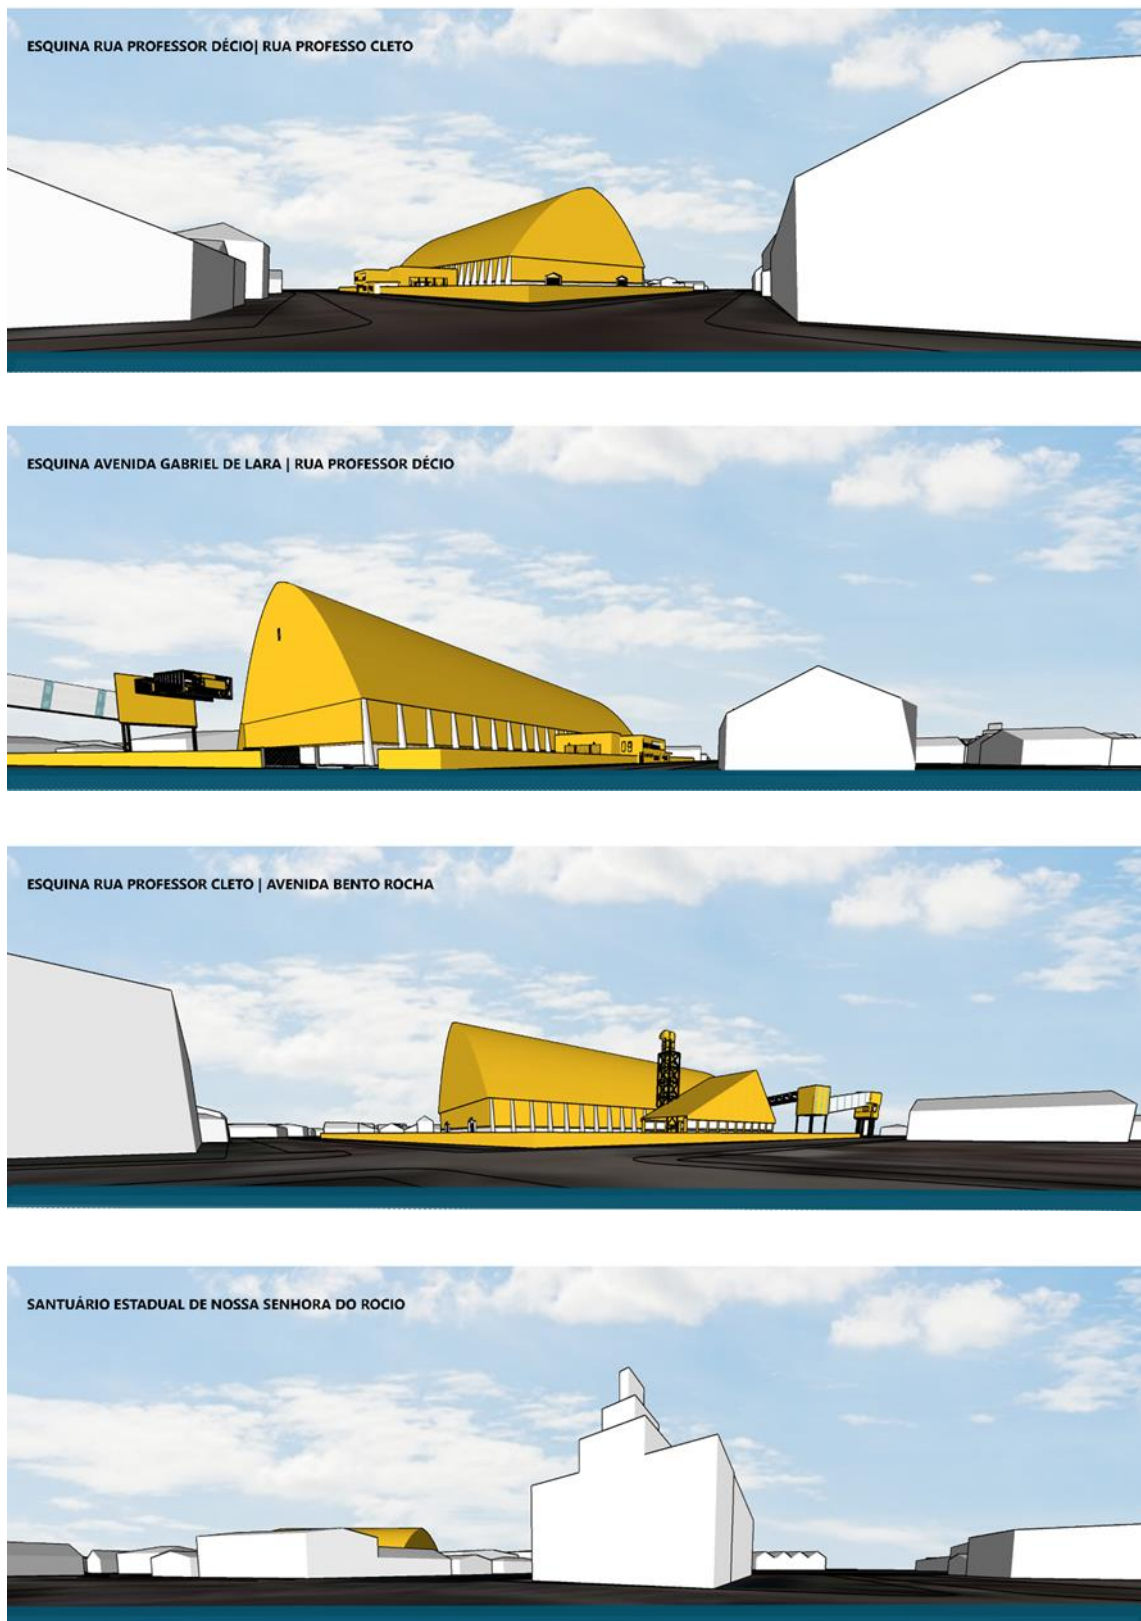 ESQUINA RUA PROFESSOR DÉCIO| RUA PROFESSO CLETO
ESQUINA AVENIDA GABRIEL DE LARA | RUA PROFESSOR DÉCIO
ESQUINA RUA PROFESSOR CLETO | AVENIDA BENTO ROCHA
SANTUÁRIO ESTADUAL DE NOSSA SENHORA DO ROCIO